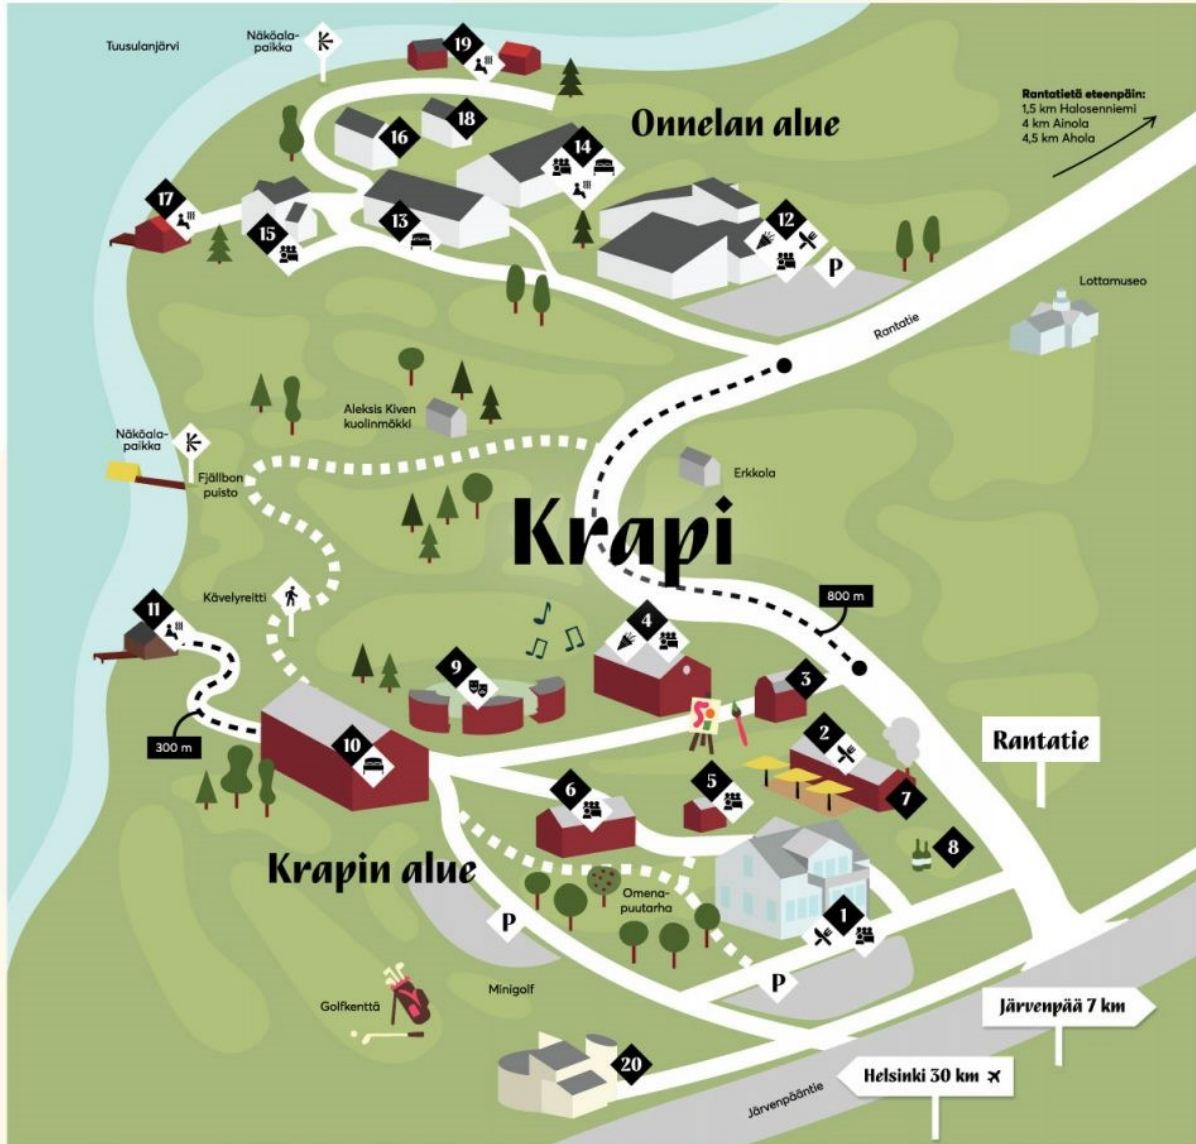 Tuusulanjärvi
Näköala-
paikka
19
Rantatietä eteenpäin:
1,5 km Halosenniemi
4 km Ainola
4,5 km Ahola
16
18
Onnelan alue
14
17
15
13
12
P
Lottamuseo
Rantatie
Aleksis Kiven
kuolinmökki
Näköala-
paikka
Fjällbon
puisto
Erkkola
Krapi
Kävelyreitti
800 m
11
4
9
3
300 m
10
2
Rantatie
6
5
7
8
Krapin alue
Omena-
puutarha
P
1
P
Golfkenttä
Minigolf
Järvenpää 7 km
20
Helsinki 30 km
Järvenpääntie